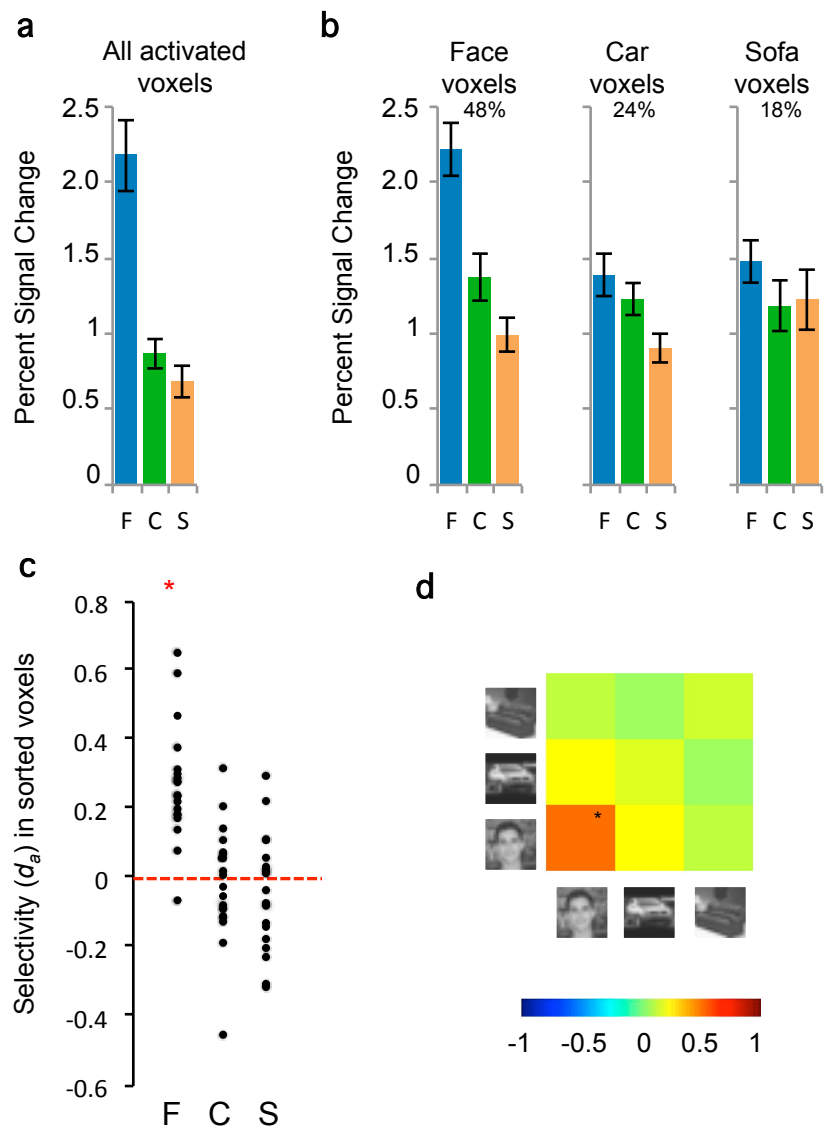 a
All activated
voxels
Percent Signal Change
2.5
2.0
1.5
1
0.5
0
F C S
b
Face
voxels
48%
Car
voxels
24%
Sofa
voxels
18%
Percent Signal Change
2.5
2.0
1.5
1
0.5
0
F C S
F C S
F C S
c
*
Selectivity (da) in sorted voxels
0.8
0.6
0.4
0.2
0
-0.2
-0.4
-0.6
F C S
d
*
-1 -0.5 0 0.5 1